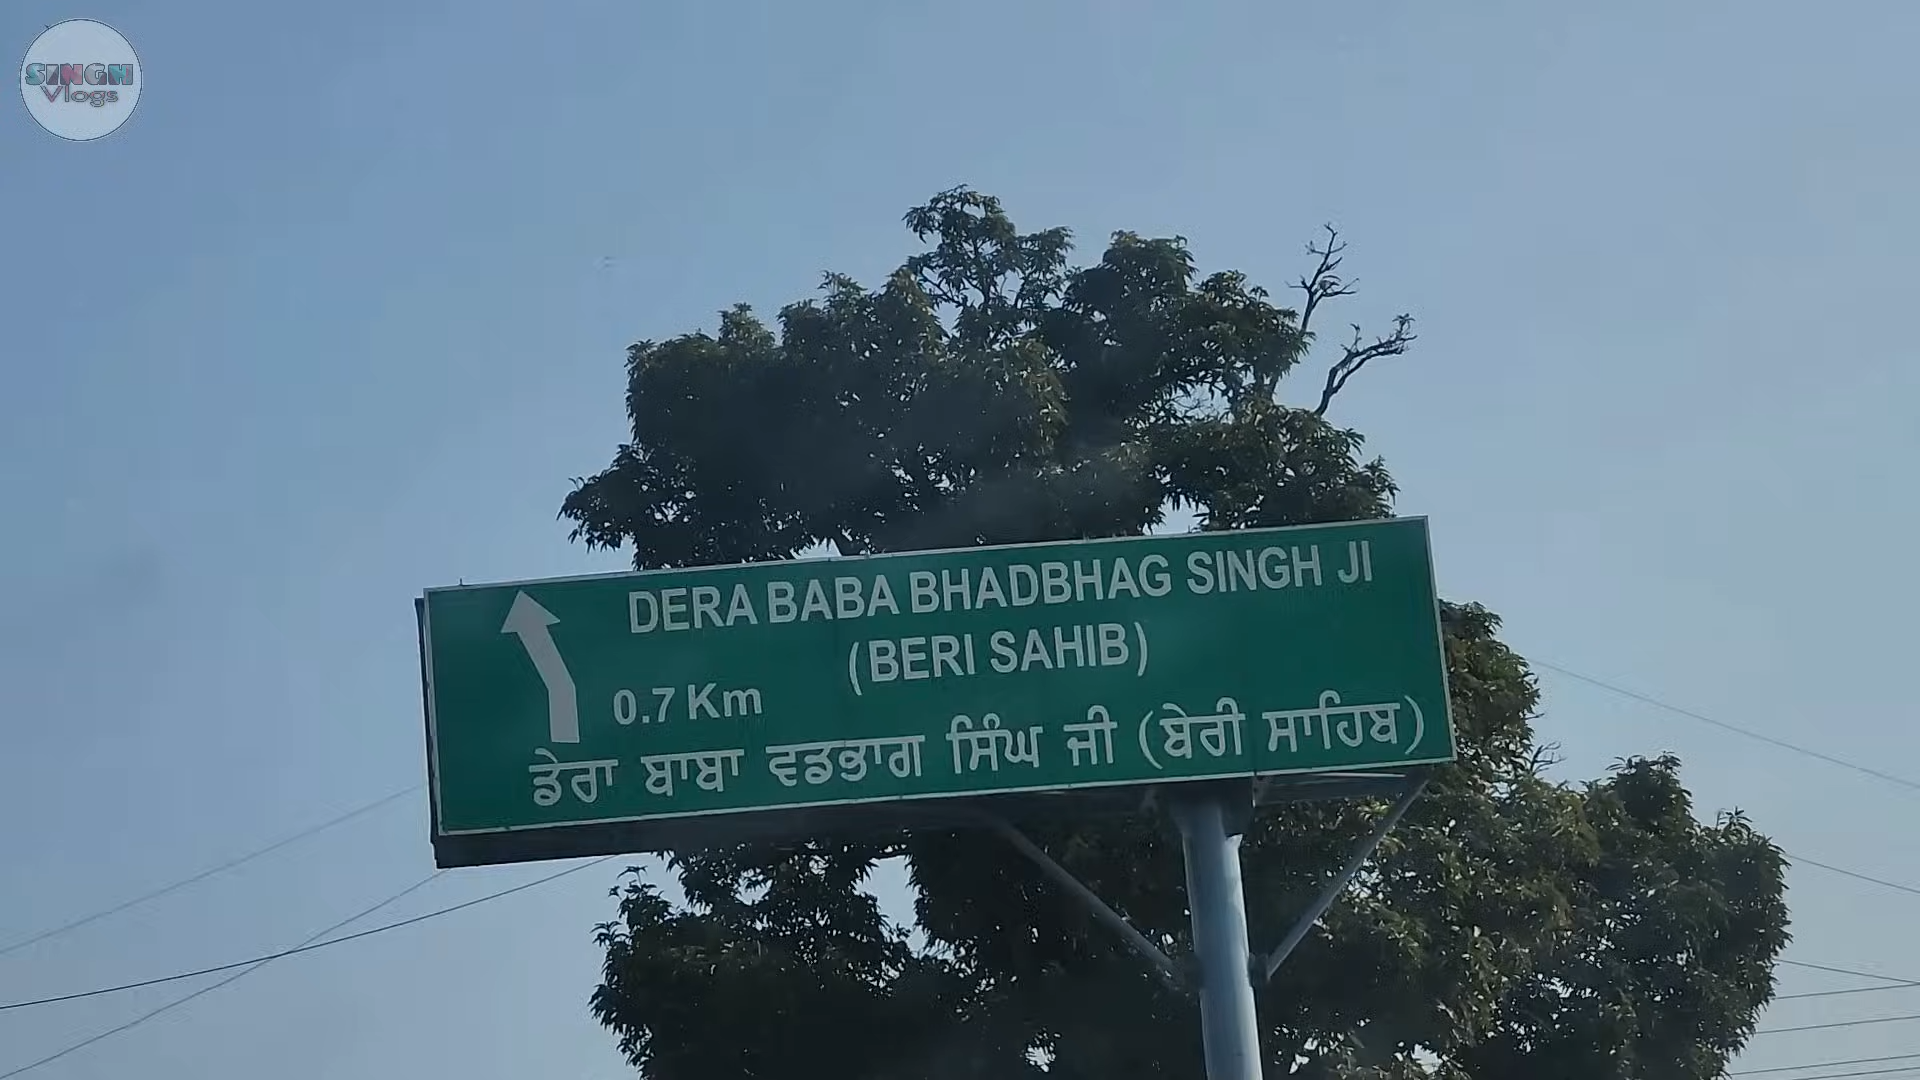 SINGH
Vlogs
DERA BABA BHADBHAG SINGH JI
(BERI SAHIB)
0.7 Km
ਡੇਰਾ ਬਾਬਾ ਵਡਭਾਗ ਸਿੰਘ ਜੀ (ਬੇਰੀ ਸਾਹਿਬ)